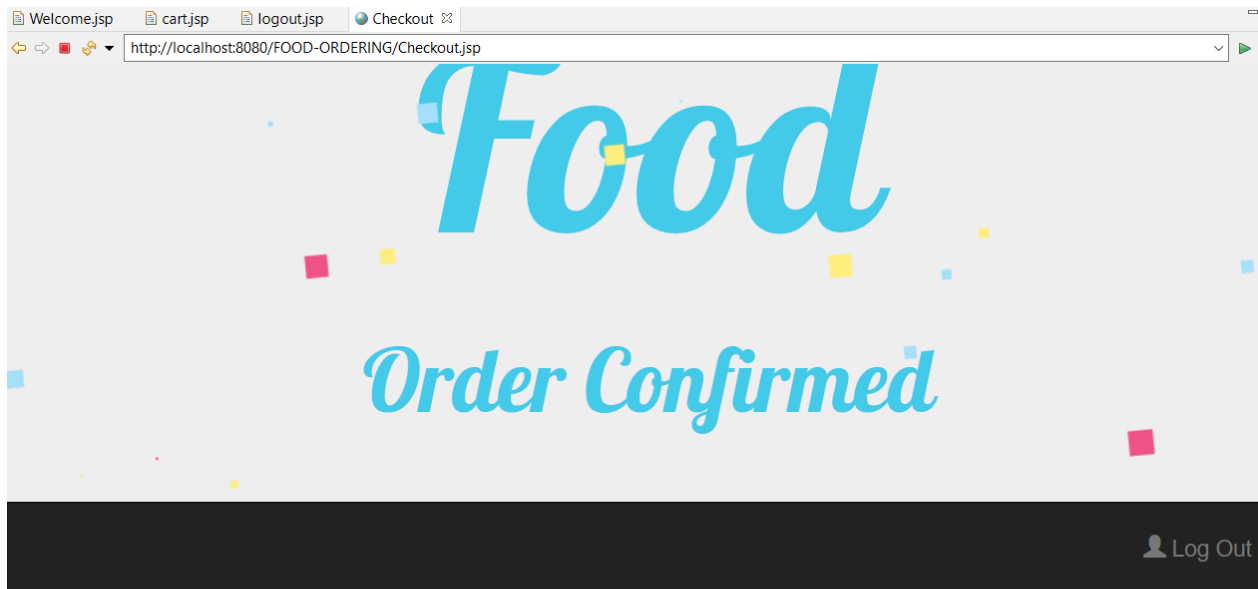 Welcome.jsp cart.jsp logout.jsp Checkout
http://localhost:8080/FOOD-ORDERING/Checkout.jsp
Food
Order Confirmed
Log Out